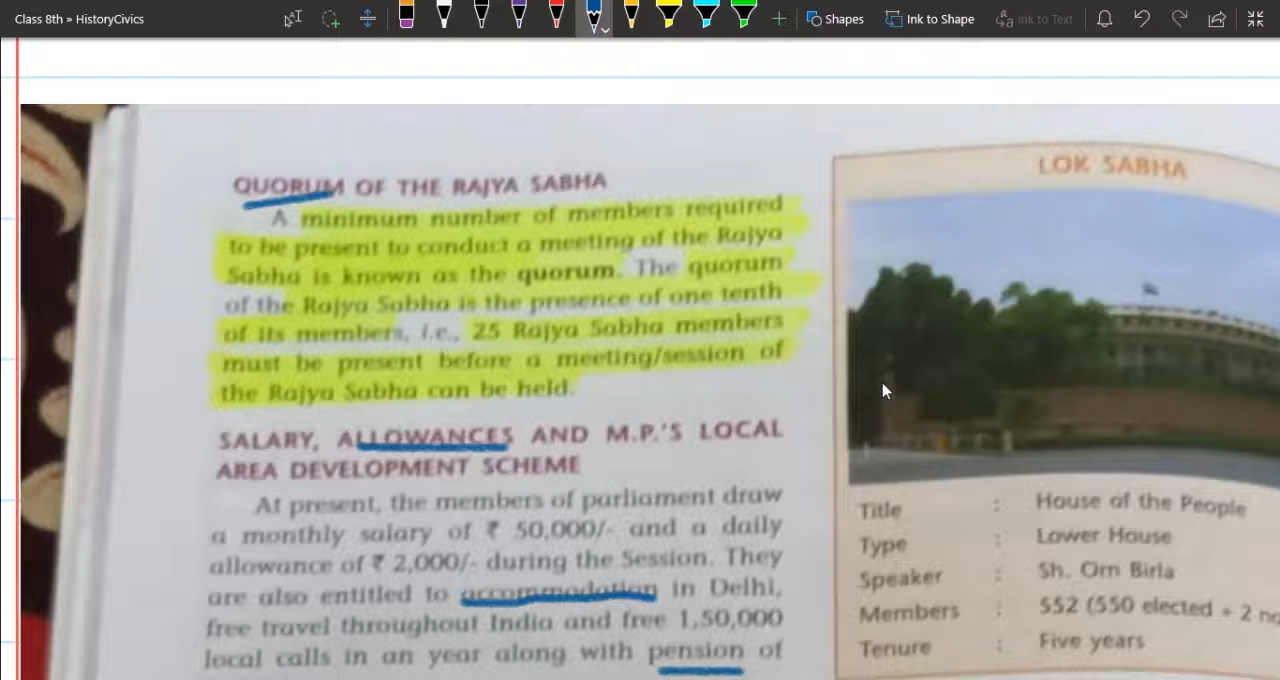 Class 8th » HistoryCivics
Shapes
Ink to Shape
Ink to Text
QUORUM OF THE RAJYA SABHA
A minimum number of members required
to be present to conduct a meeting of the Rajya
Sabha is known as the quorum. The quorum
of the Rajya Sabha is the presence of one tenth
of its members, i.e., 25 Rajya Sabha members
must be present before a meeting/session of
the Rajya Sabha can be held.
SALARY, ALLOWANCES AND M.P.'S LOCAL
AREA DEVELOPMENT SCHEME
At present, the members of parliament draw
a monthly salary of ₹ 50,000/- and a daily
allowance of ₹ 2,000/- during the Session. They
are also entitled to accommodation in Delhi,
free travel throughout India and free 1,50,000
local calls in an year along with pension of
LOK SABHA
Title : House of the People
Type : Lower House
Speaker : Sh. Om Birla
Members : 552 (550 elected + 2
Tenure : Five years